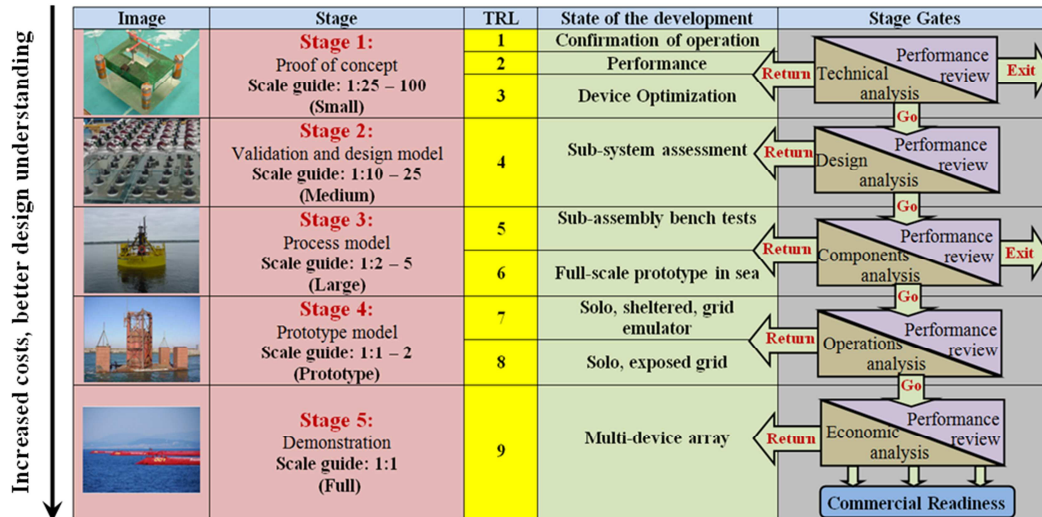 Increased costs, better design understanding
Image
Stage
TRL
State of the development
Stage Gates
Stage 1:
Proof of concept
Scale guide: 1:25 – 100
(Small)
1
Confirmation of operation
2
Performance
3
Device Optimization
Return
Technical
analysis
Performance
review
Exit
Go
Stage 2:
Validation and design model
Scale guide: 1:10 – 25
(Medium)
4
Sub-system assessment
Return
Design
analysis
Performance
review
Go
Stage 3:
Process model
Scale guide: 1:2 – 5
(Large)
5
Sub-assembly bench tests
6
Full-scale prototype in sea
Return
Components
analysis
Performance
review
Exit
Go
Stage 4:
Prototype model
Scale guide: 1:1 – 2
(Prototype)
7
Solo, sheltered, grid
emulator
8
Solo, exposed grid
Return
Operations
analysis
Performance
review
Go
Stage 5:
Demonstration
Scale guide: 1:1
(Full)
9
Multi-device array
Return
Economic
analysis
Performance
review
Commercial Readiness